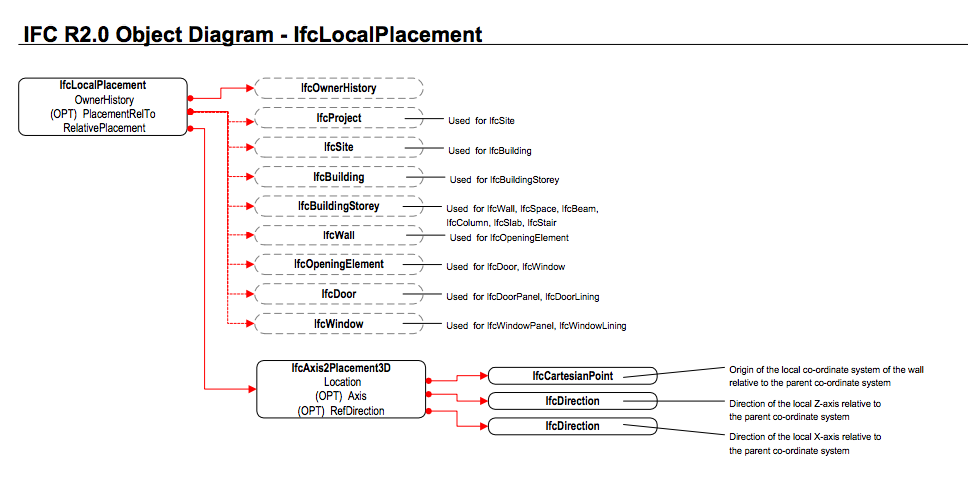 IFC R2.0 Object Diagram - IfcLocalPlacement
IfcLocalPlacement
OwnerHistory
(OPT) PlacementRelTo
RelativePlacement
IfcOwnerHistory
IfcProject
Used for IfcSite
IfcSite
Used for IfcBuilding
IfcBuilding
Used for IfcBuildingStorey
IfcBuildingStorey
Used for IfcWall, IfcSpace, IfcBeam,
IfcColumn, IfcSlab, IfcStair
IfcWall
Used for IfcOpeningElement
IfcOpeningElement
Used for IfcDoor, IfcWindow
IfcDoor
Used for IfcDoorPanel, IfcDoorLining
IfcWindow
Used for IfcWindowPanel, IfcWindowLining
IfcAxis2Placement3D
Location
(OPT) Axis
(OPT) RefDirection
IfcCartesianPoint
Origin of the local co-ordinate system of the wall
relative to the parent co-ordinate system
IfcDirection
Direction of the local Z-axis relative to
the parent co-ordinate system
IfcDirection
Direction of the local X-axis relative to
the parent co-ordinate system